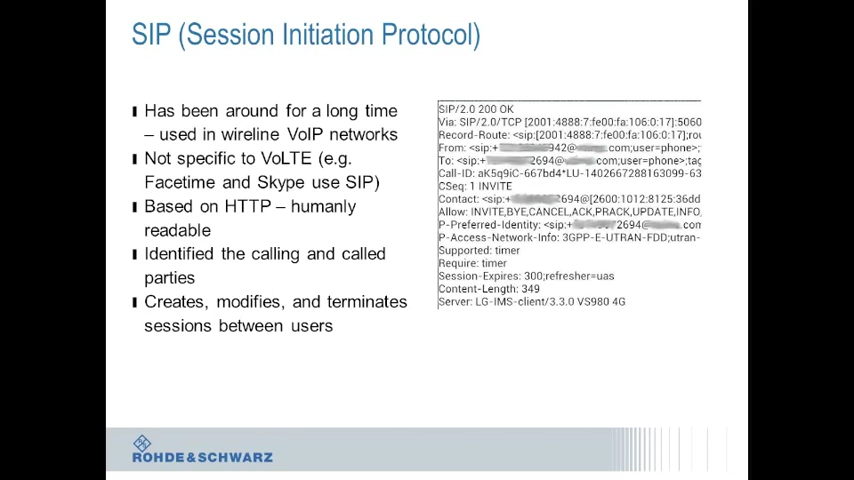 SIP (Session Initiation Protocol)
Has been around for a long time
– used in wireline VoIP networks
Not specific to VoLTE (e.g.
Facetime and Skype use SIP)
Based on HTTP – humanly
readable
Identified the calling and called
parties
Creates, modifies, and terminates
sessions between users
SIP/2.0 200 OK
Via: SIP/2.0/TCP [2001:4888:7:fe00:fa:106:0:17]:5060
Record-Route: <sip:[2001:4888:7:fe00:fa:106:0:17];rou
From: <sip:+ 942@ .com;user=phone>;
To: <sip:+ 2694@ .com;user=phone>;tag
Call-ID: aK5q9iC-667bd4*LU-1402667288163099-63
CSeq: 1 INVITE
Contact: <sip:+ 2694@[2600:1012:8125:36dd
Allow: INVITE,BYE,CANCEL,ACK,PRACK,UPDATE,INFO,
P-Preferred-Identity: <sip:+ 2694@ .com
P-Access-Network-Info: 3GPP-E-UTRAN-FDD;utran-
Supported: timer
Require: timer
Session-Expires: 300;refresher=uas
Content-Length: 349
Server: LG-IMS-client/3.3.0 VS980 4G
ROHDE&SCHWARZ